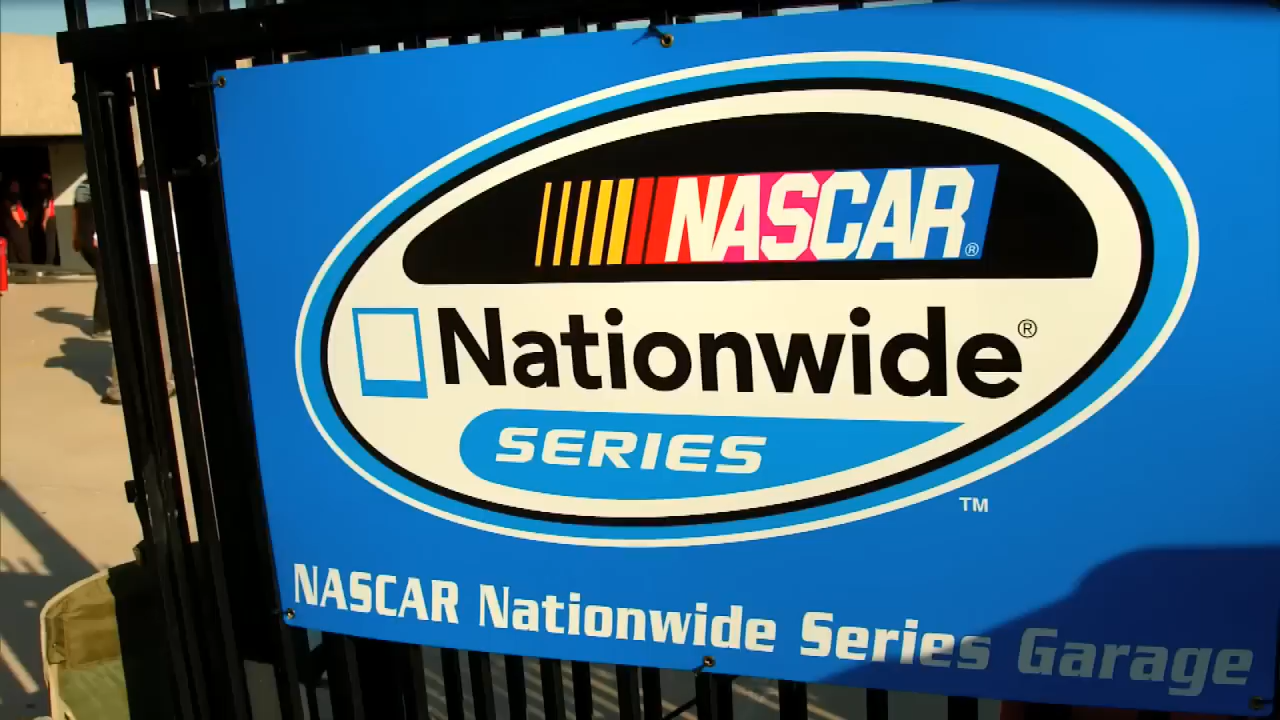 NASCAR®
Nationwide®
SERIES
TM
NASCAR Nationwide Series Garage